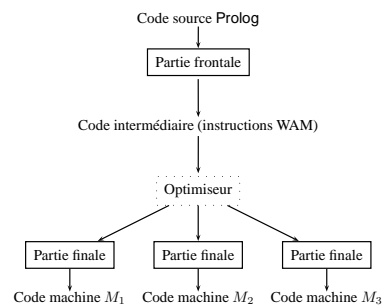 Code source Prolog
Partie frontale
Code intermédiaire (instructions WAM)
Optimiseur
Partie finale Partie finale Partie finale
Code machine M₁ Code machine M₂ Code machine M₃